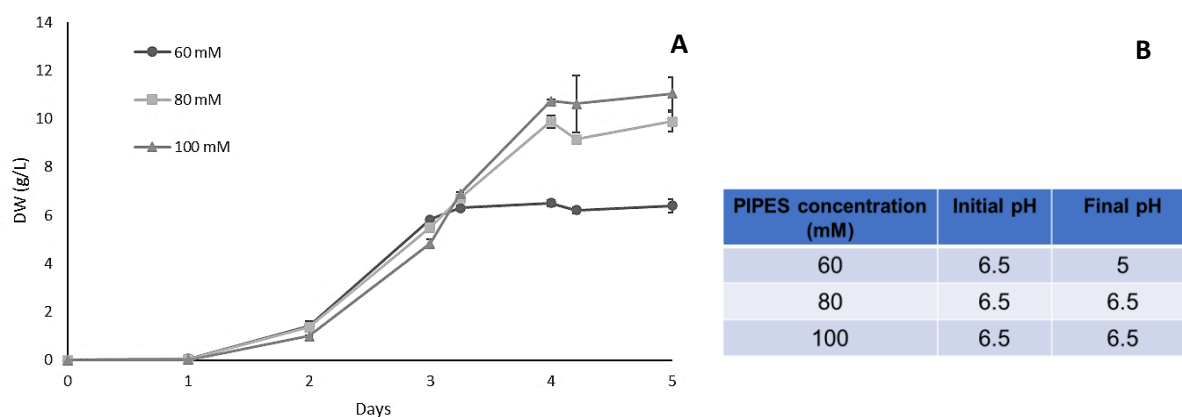 A
B
14
12
10
8
6
4
2
0
DW (g/L)
60 mM
80 mM
100 mM
0 1 2 3 4 5
Days
PIPES concentration (mM) Initial pH Final pH
60 6.5 5
80 6.5 6.5
100 6.5 6.5